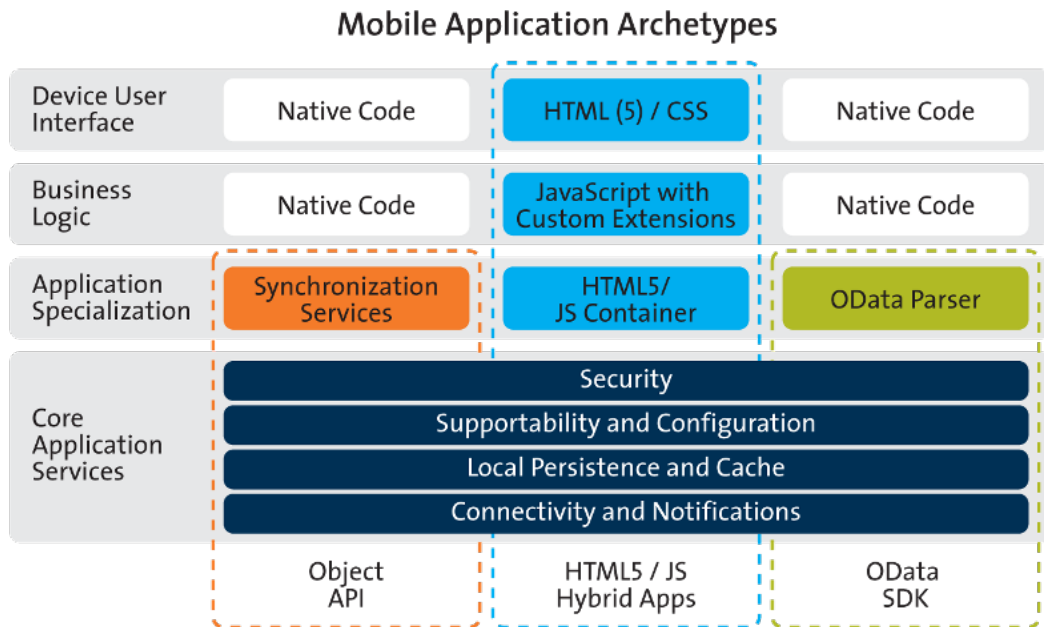 Mobile Application Archetypes
Device User
Interface
Native Code
HTML (5) / CSS
Native Code
Business
Logic
Native Code
JavaScript with
Custom Extensions
Native Code
Application
Specialization
Synchronization
Services
HTML5/
JS Container
OData Parser
Core
Application
Services
Security
Supportability and Configuration
Local Persistence and Cache
Connectivity and Notifications
Object
API
HTML5 / JS
Hybrid Apps
OData
SDK